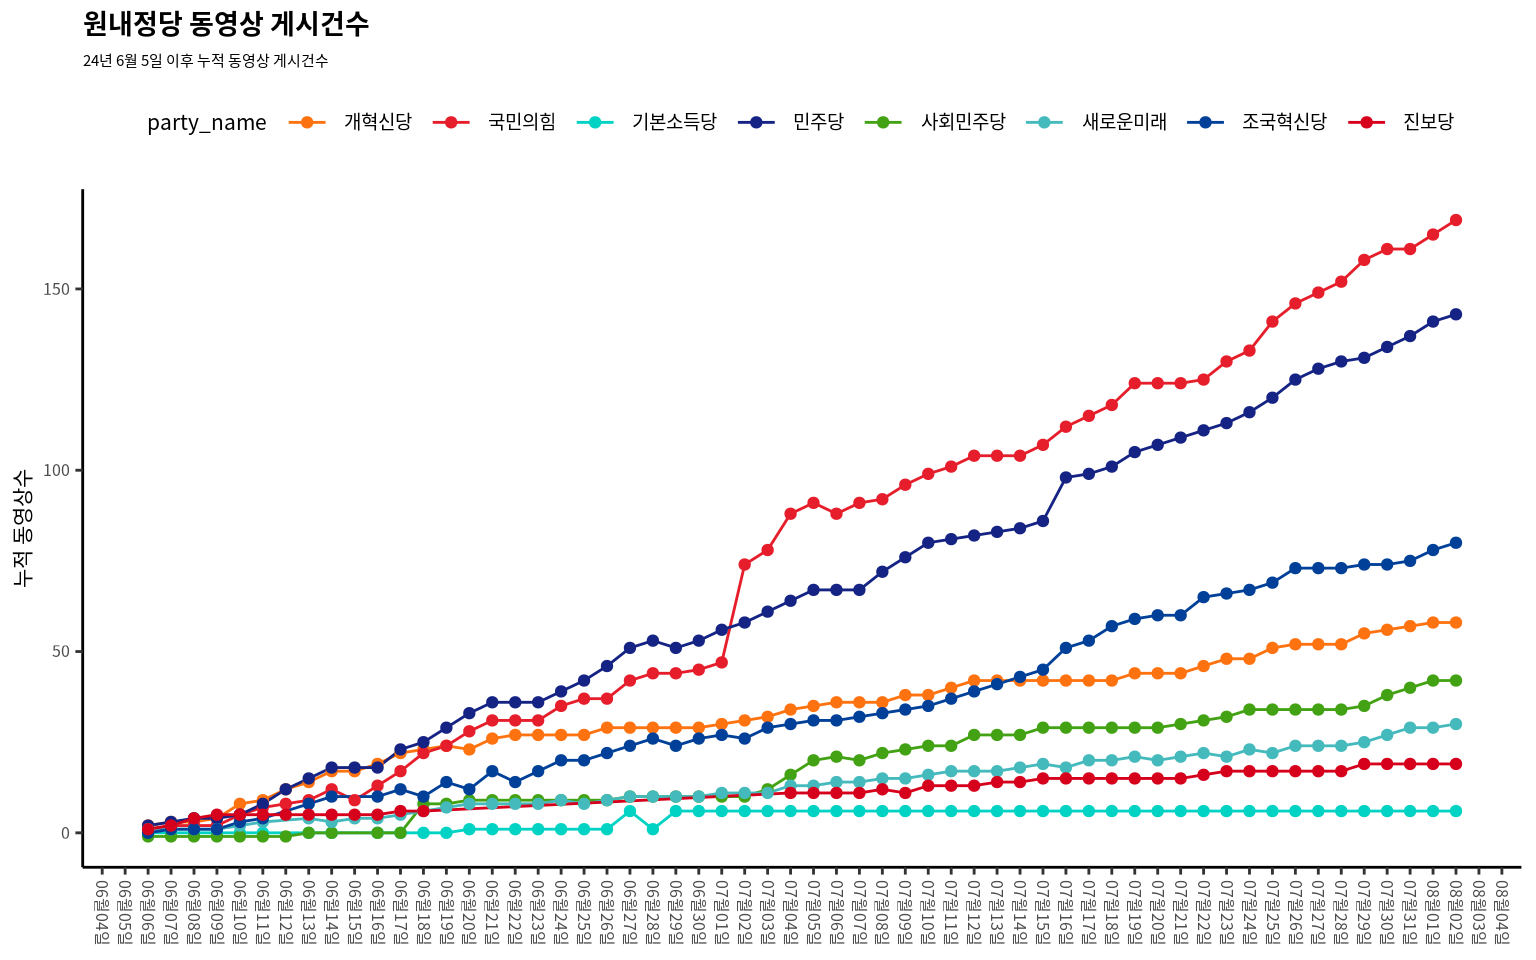 원내정당 동영상 게시건수
24년 6월 5일 이후 누적 동영상 게시건수
party_name 개혁신당 국민의힘 기본소득당 민주당 사회민주당 새로운미래 조국혁신당 진보당
누적 동영상수
150
100
50
0
06월04일
06월05일
06월06일
06월07일
06월08일
06월09일
06월10일
06월11일
06월12일
06월13일
06월14일
06월15일
06월16일
06월17일
06월18일
06월19일
06월20일
06월21일
06월22일
06월23일
06월24일
06월25일
06월26일
06월27일
06월28일
06월29일
06월30일
07월01일
07월02일
07월03일
07월04일
07월05일
07월06일
07월07일
07월08일
07월09일
07월10일
07월11일
07월12일
07월13일
07월14일
07월15일
07월16일
07월17일
07월18일
07월19일
07월20일
07월21일
07월22일
07월23일
07월24일
07월25일
07월26일
07월27일
07월28일
07월29일
07월30일
07월31일
08월01일
08월02일
08월03일
08월04일